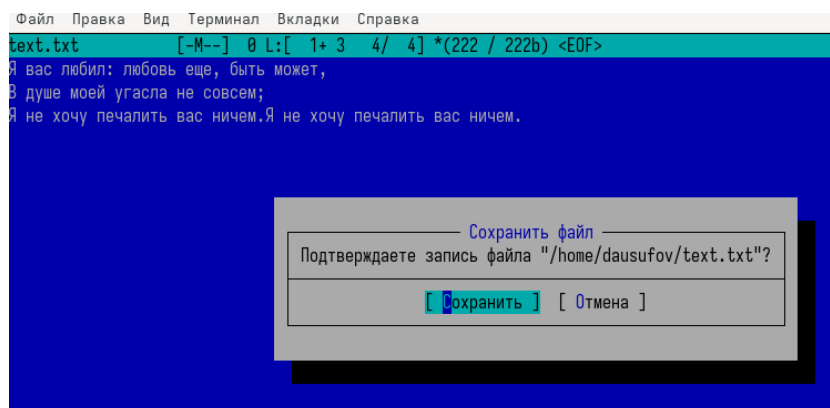 Файл Правка Вид Терминал Вкладки Справка
text.txt [-M--] 0 L:[ 1+ 3 4/ 4] *(222 / 222b) <EOF>
Я вас любил: любовь еще, быть может,
В душе моей угасла не совсем;
Я не хочу печалить вас ничем.Я не хочу печалить вас ничем.
Сохранить файл
Подтверждаете запись файла "/home/dausufov/text.txt"?
[ Сохранить ] [ Отмена ]